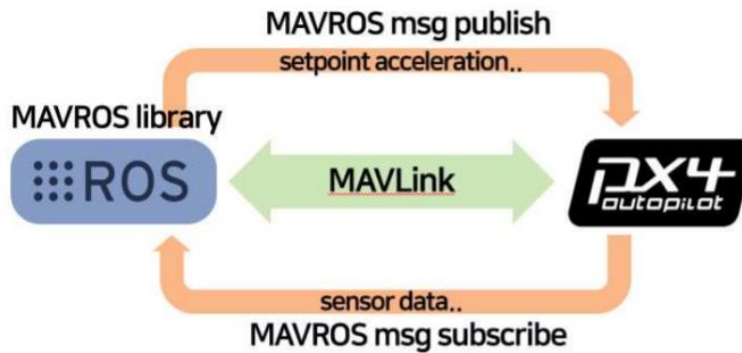 MAVROS msg publish
setpoint acceleration..
MAVROS library
ROS
MAVLink
px4
autopilot
sensor data..
MAVROS msg subscribe